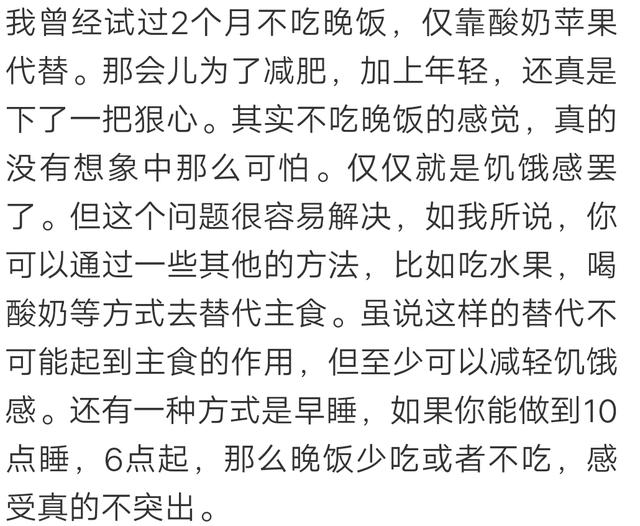 我曾经试过2个月不吃晚饭，仅靠酸奶苹果
代替。那会儿为了减肥，加上年轻，还真是
下了一把狠心。其实不吃晚饭的感觉，真的
没有想象中那么可怕。仅仅就是饥饿感罢
了。但这个问题很容易解决，如我所说，你
可以通过一些其他的方法，比如吃水果，喝
酸奶等方式去替代主食。虽说这样的替代不
可能起到主食的作用，但至少可以减轻饥饿
感。还有一种方式是早睡，如果你能做到10
点睡，6点起，那么晚饭少吃或者不吃，感
受真的不突出。